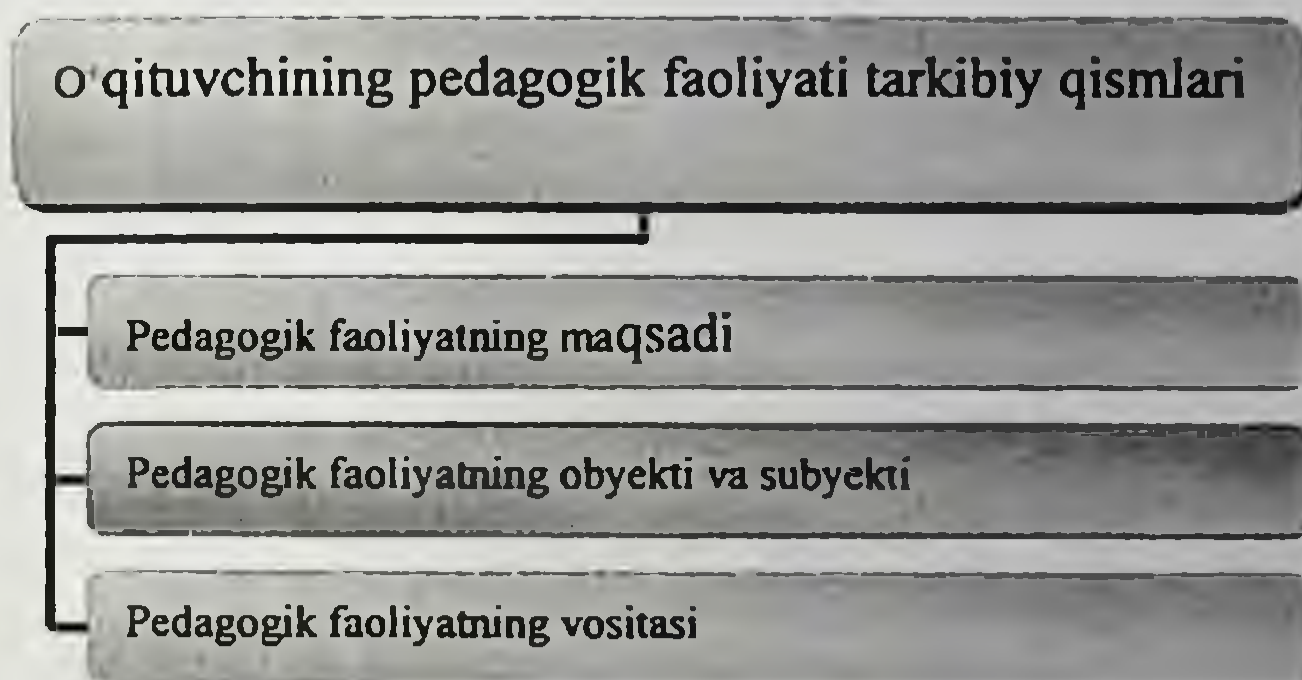 O'qituvchining pedagogik faoliyati tarkibiy qismlari
Pedagogik faoliyatning maqsadi
Pedagogik faoliyatning obyekti va subyekti
Pedagogik faoliyatning vositasi